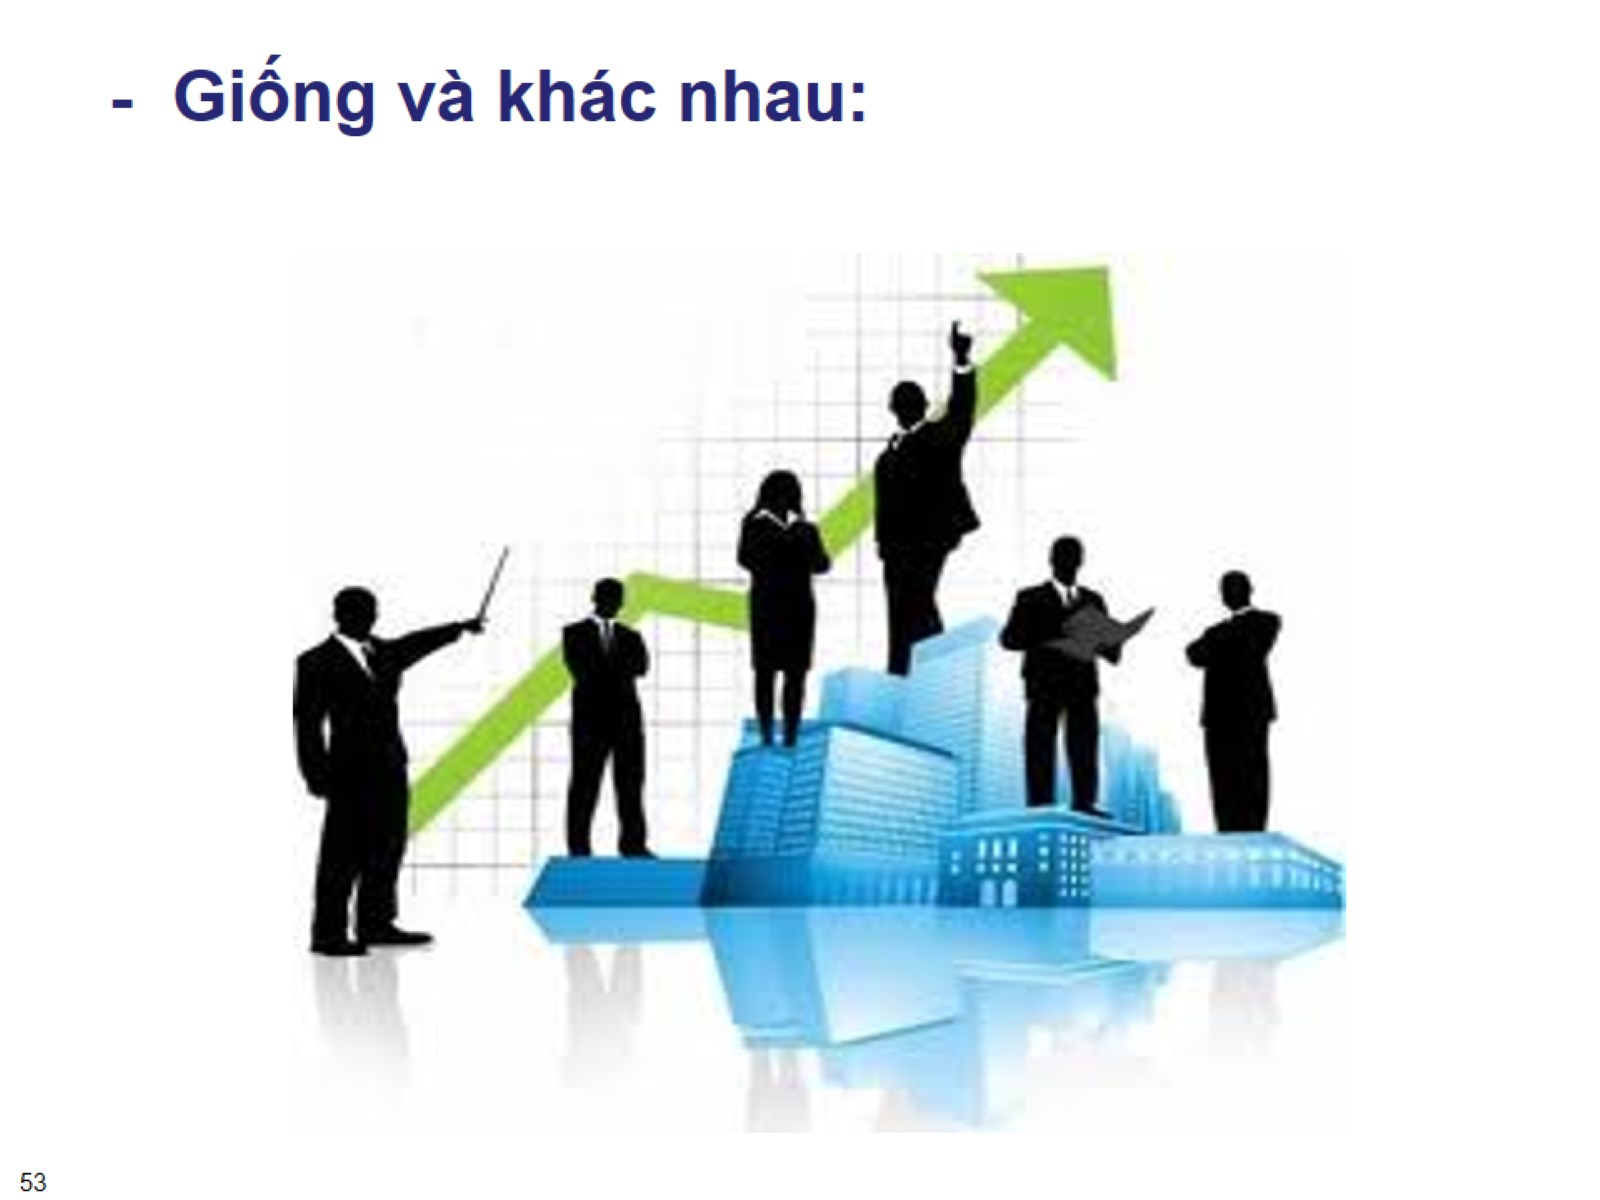 - Giống và khác nhau:
53